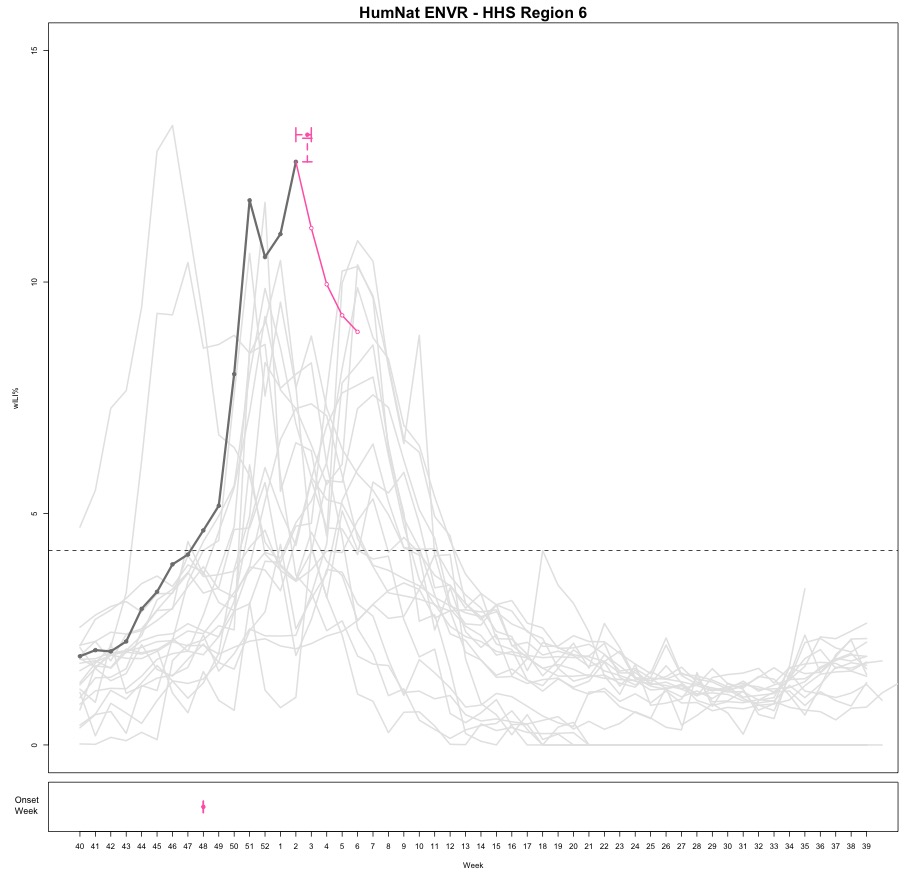 HumNat ENVR - HHS Region 6
15
10
5
0
wILI%
Onset
Week
40 41 42 43 44 45 46 47 48 49 50 51 52 1 2 3 4 5 6 7 8 9 10 11 12 13 14 15 16 17 18 19 20 21 22 23 24 25 26 27 28 29 30 31 32 33 34 35 36 37 38 39
Week